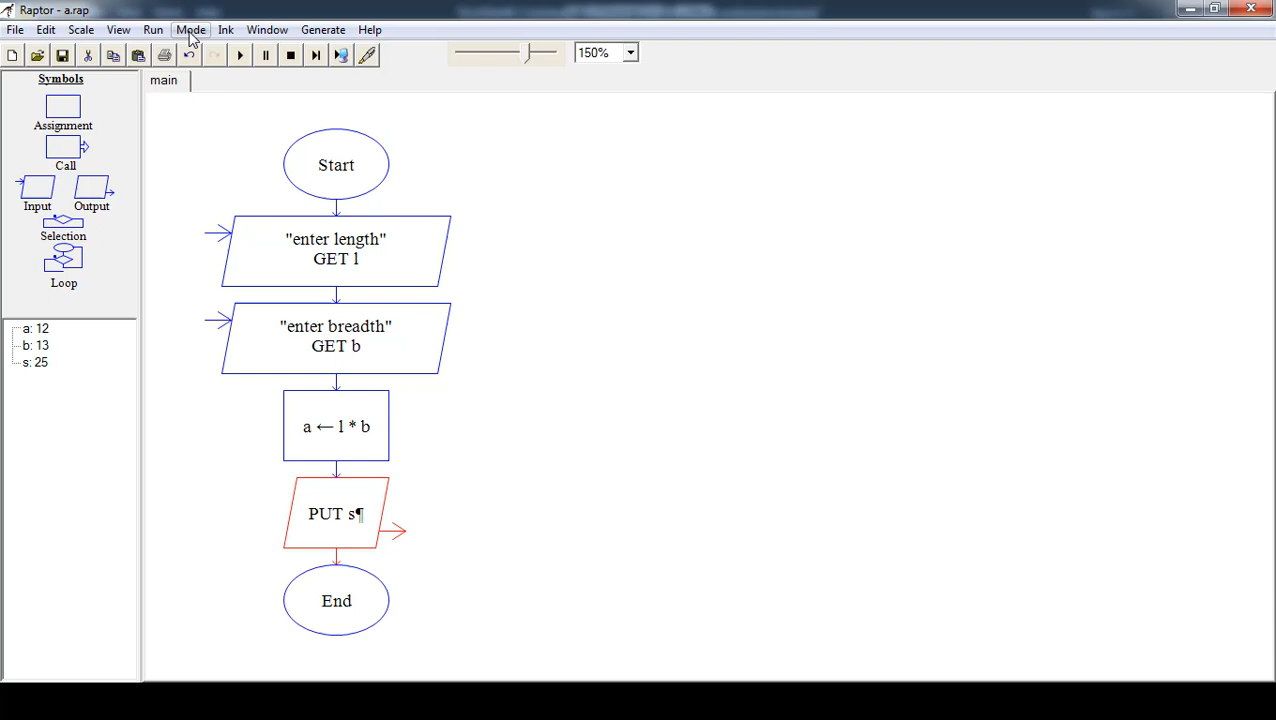 Raptor - a.rap
File Edit Scale View Run Mode Ink Window Generate Help
150%
Symbols
main
Assignment
Call
Input Output
Selection
Loop
a: 12
b: 13
s: 25
Start
"enter length"
GET l
"enter breadth"
GET b
a ← l * b
PUT s¶
End